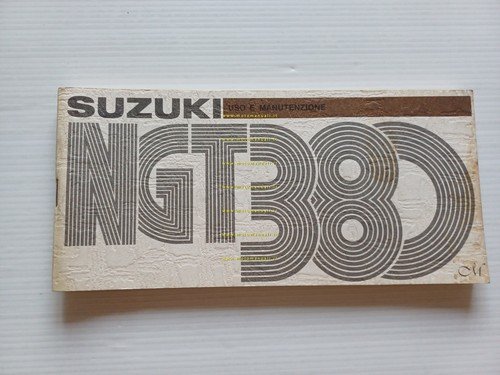 SUZUKI
USO E MANUTENZIONE
NGT380
M